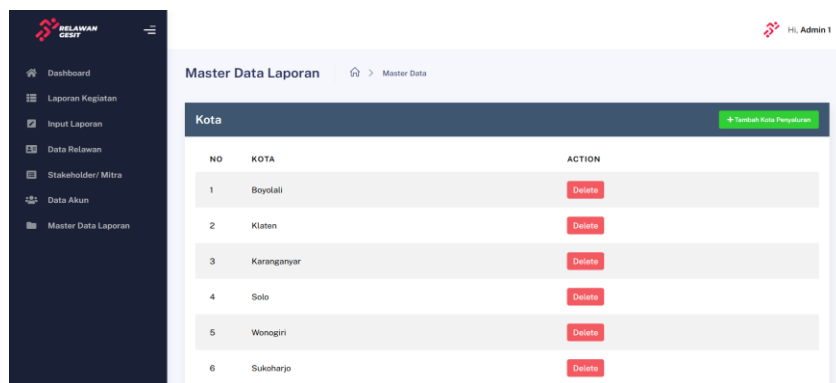 RELAWAN
GESIT
Hi, Admin 1
Dashboard
Laporan Kegiatan
Input Laporan
Data Relawan
Stakeholder/ Mitra
Data Akun
Master Data Laporan
Master Data Laporan > Master Data
Kota
+Tambah Kota Penyaluran
NO KOTA ACTION
1 Boyolali Delete
2 Klaten Delete
3 Karanganyar Delete
4 Solo Delete
5 Wonogiri Delete
6 Sukoharjo Delete